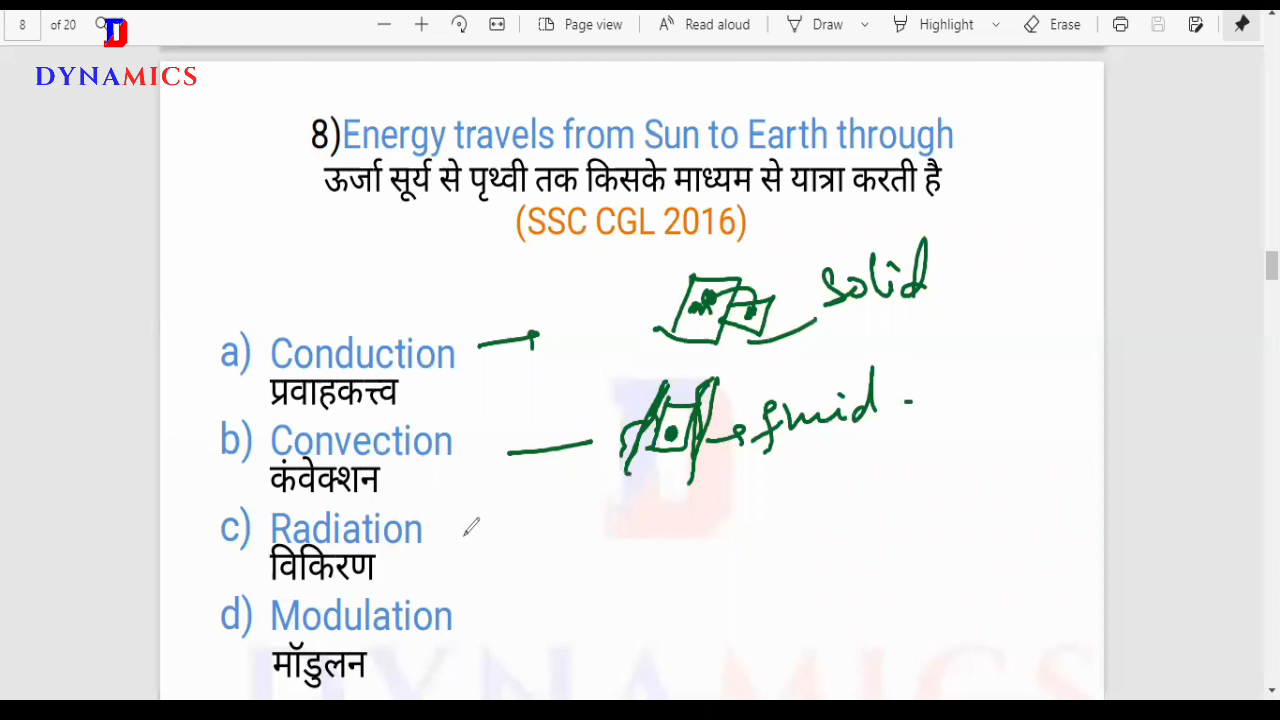 8 of 20 Page view Read aloud Draw Highlight Erase
DYNAMICS
8)Energy travels from Sun to Earth through
ऊर्जा सूर्य से पृथ्वी तक किसके माध्यम से यात्रा करती है
(SSC CGL 2016)
solid
a) Conduction
प्रवाहकत्त्व
fluid
b) Convection
कंवेक्शन
c) Radiation
विकिरण
d) Modulation
मॉडुलन
DYNAMICS